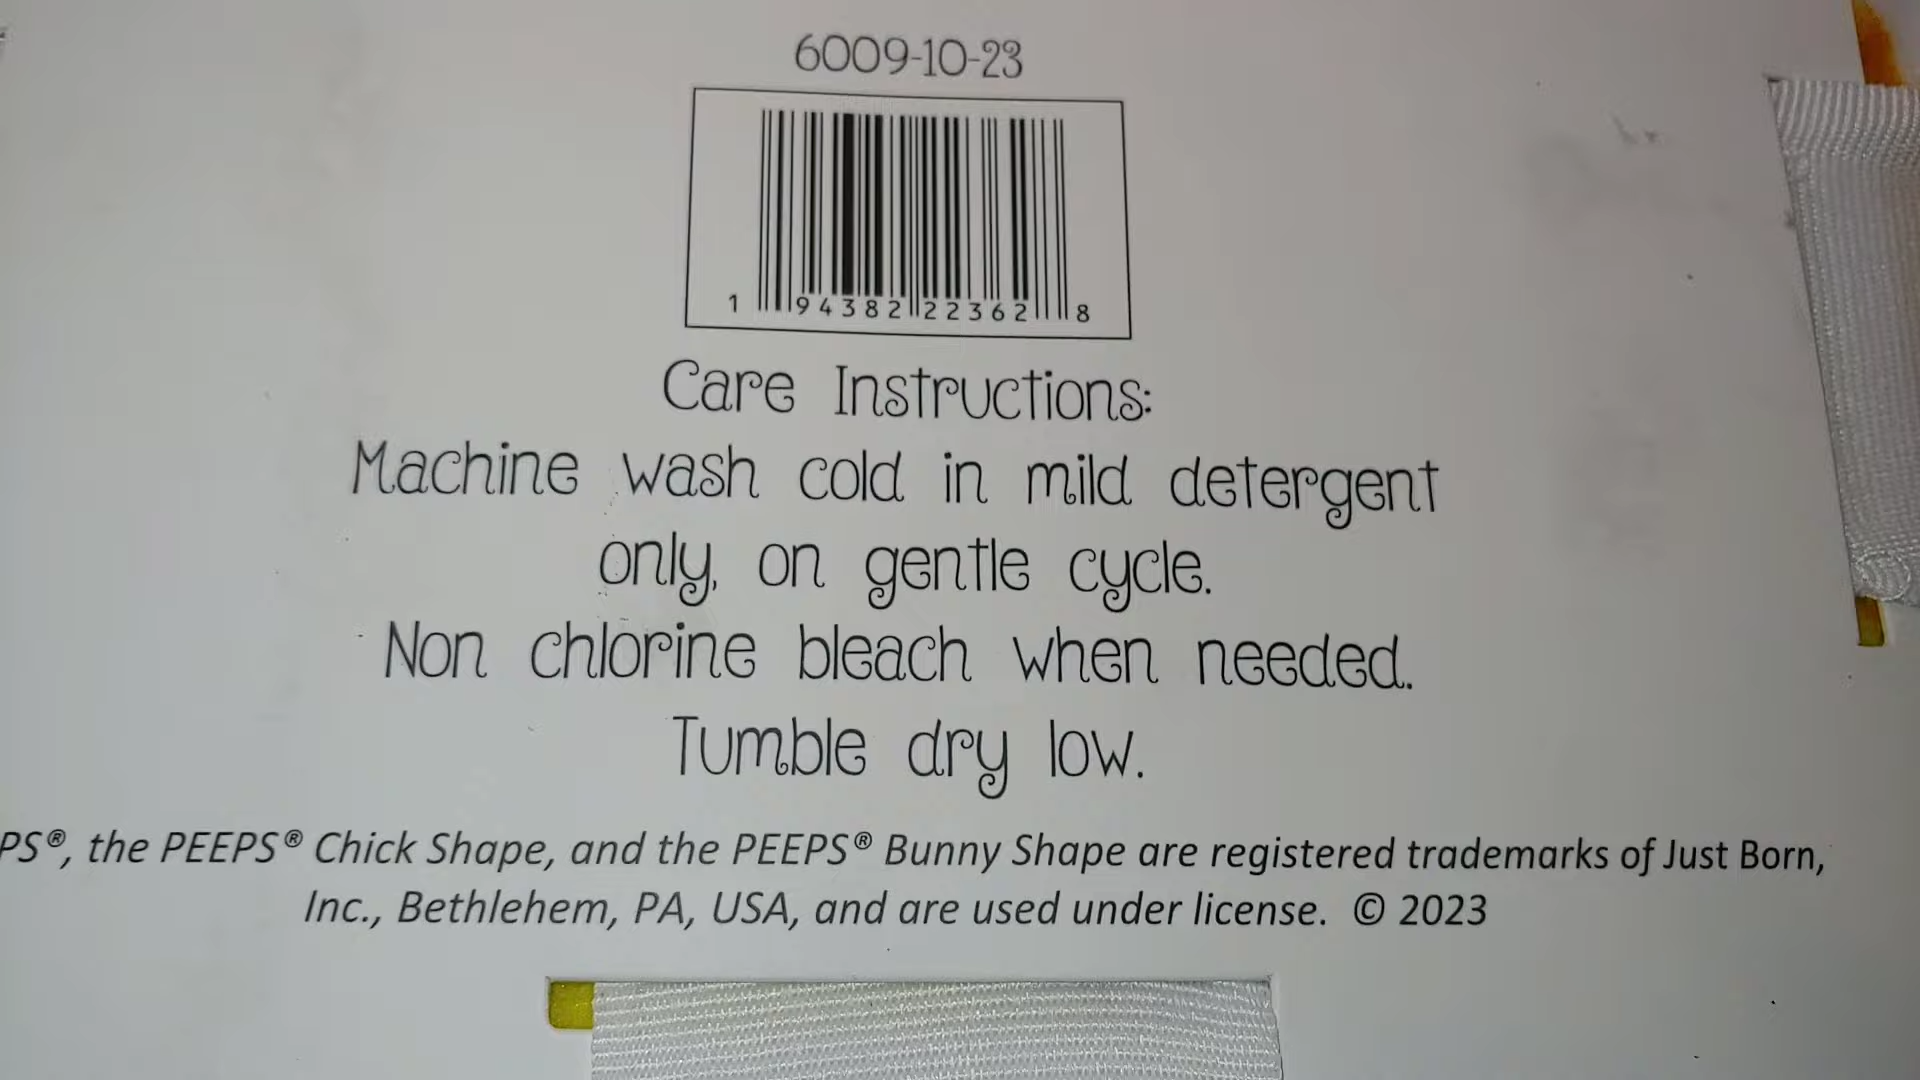 6009-10-23
1 94382 22362 8
Care Instructions:
Machine wash cold in mild detergent
only, on gentle cycle.
Non chlorine bleach when needed.
Tumble dry low.
PS®, the PEEPS® Chick Shape, and the PEEPS® Bunny Shape are registered trademarks of Just Born,
Inc., Bethlehem, PA, USA, and are used under license. © 2023